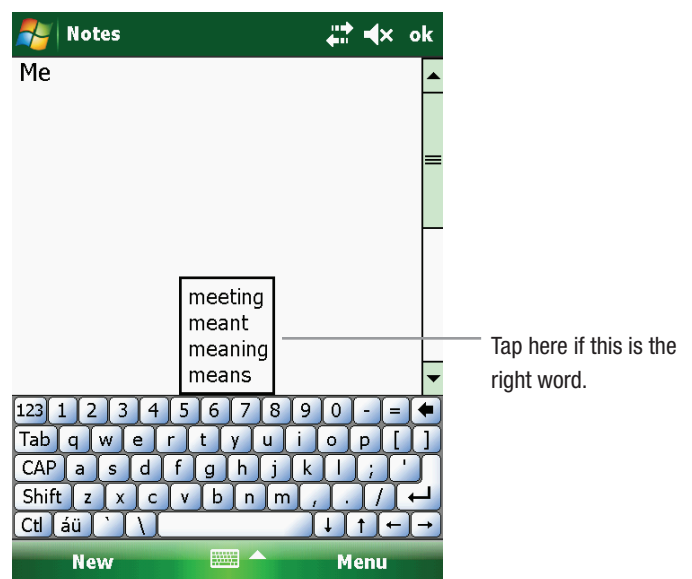 Notes ok
Me
meeting
meant
meaning
means
Tap here if this is the
right word.
123 1 2 3 4 5 6 7 8 9 0 - =
Tab q w e r t y u i o p [ ]
CAP a s d f g h j k l ; '
Shift z x c v b n m , . /
Ctl áü ` \ ↓ ↑ ← →
New Menu